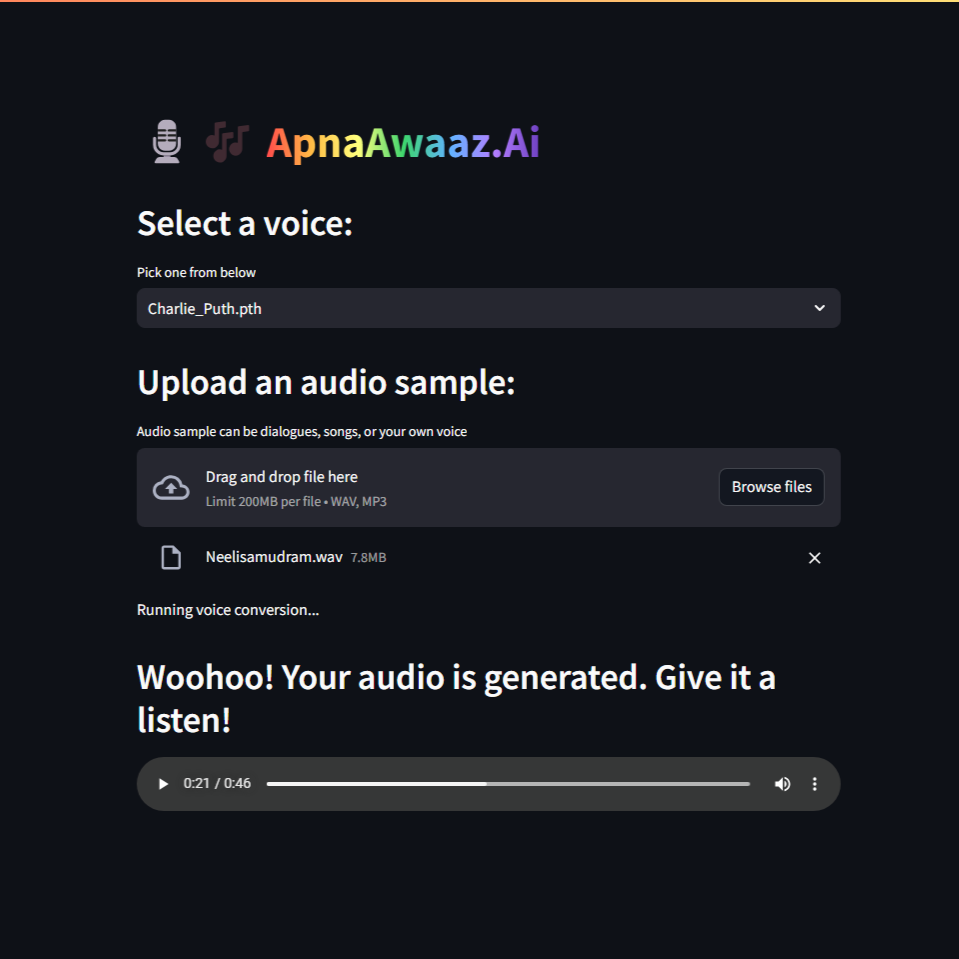 ApnaAwaaz.Ai
Select a voice:
Pick one from below
Charlie_Puth.pth
Upload an audio sample:
Audio sample can be dialogues, songs, or your own voice
Drag and drop file here
Limit 200MB per file • WAV, MP3
Browse files
Neelisamudram.wav 7.8MB
Running voice conversion...
Woohoo! Your audio is generated. Give it a
listen!
0:21 / 0:46